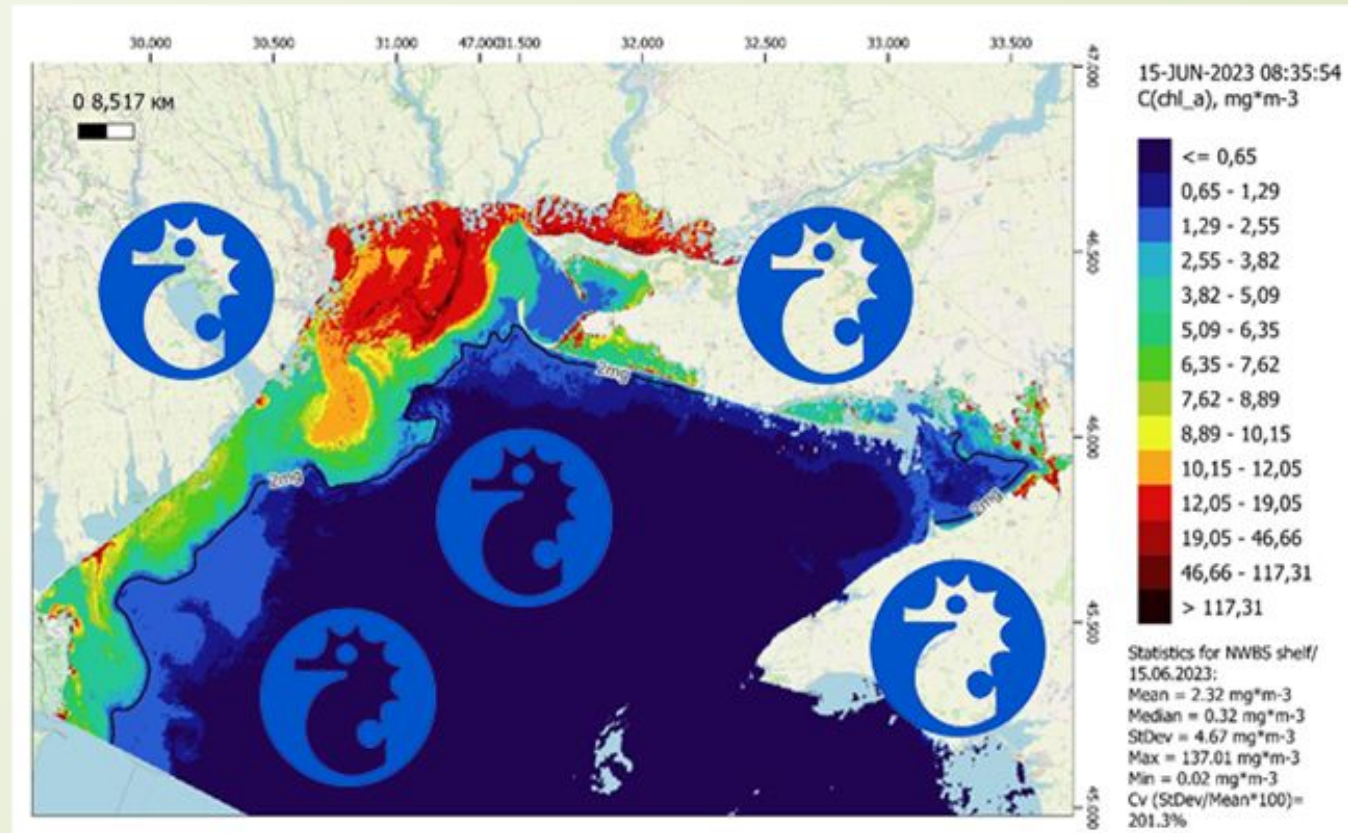 30.000 30.500 31.000 47.000 31.500 32.000 32.500 33.000 33.500
47.000
0 8,517 км
46.500
2mg
46.000
2mg
2mg
45.500
45.000
15-JUN-2023 08:35:54
C(chl_a), mg*m-3
<= 0,65
0,65 - 1,29
1,29 - 2,55
2,55 - 3,82
3,82 - 5,09
5,09 - 6,35
6,35 - 7,62
7,62 - 8,89
8,89 - 10,15
10,15 - 12,05
12,05 - 19,05
19,05 - 46,66
46,66 - 117,31
> 117,31
Statistics for NWBS shelf/
15.06.2023:
Mean = 2.32 mg*m-3
Median = 0.32 mg*m-3
StDev = 4.67 mg*m-3
Max = 137.01 mg*m-3
Min = 0.02 mg*m-3
Cv (StDev/Mean*100)=
201.3%